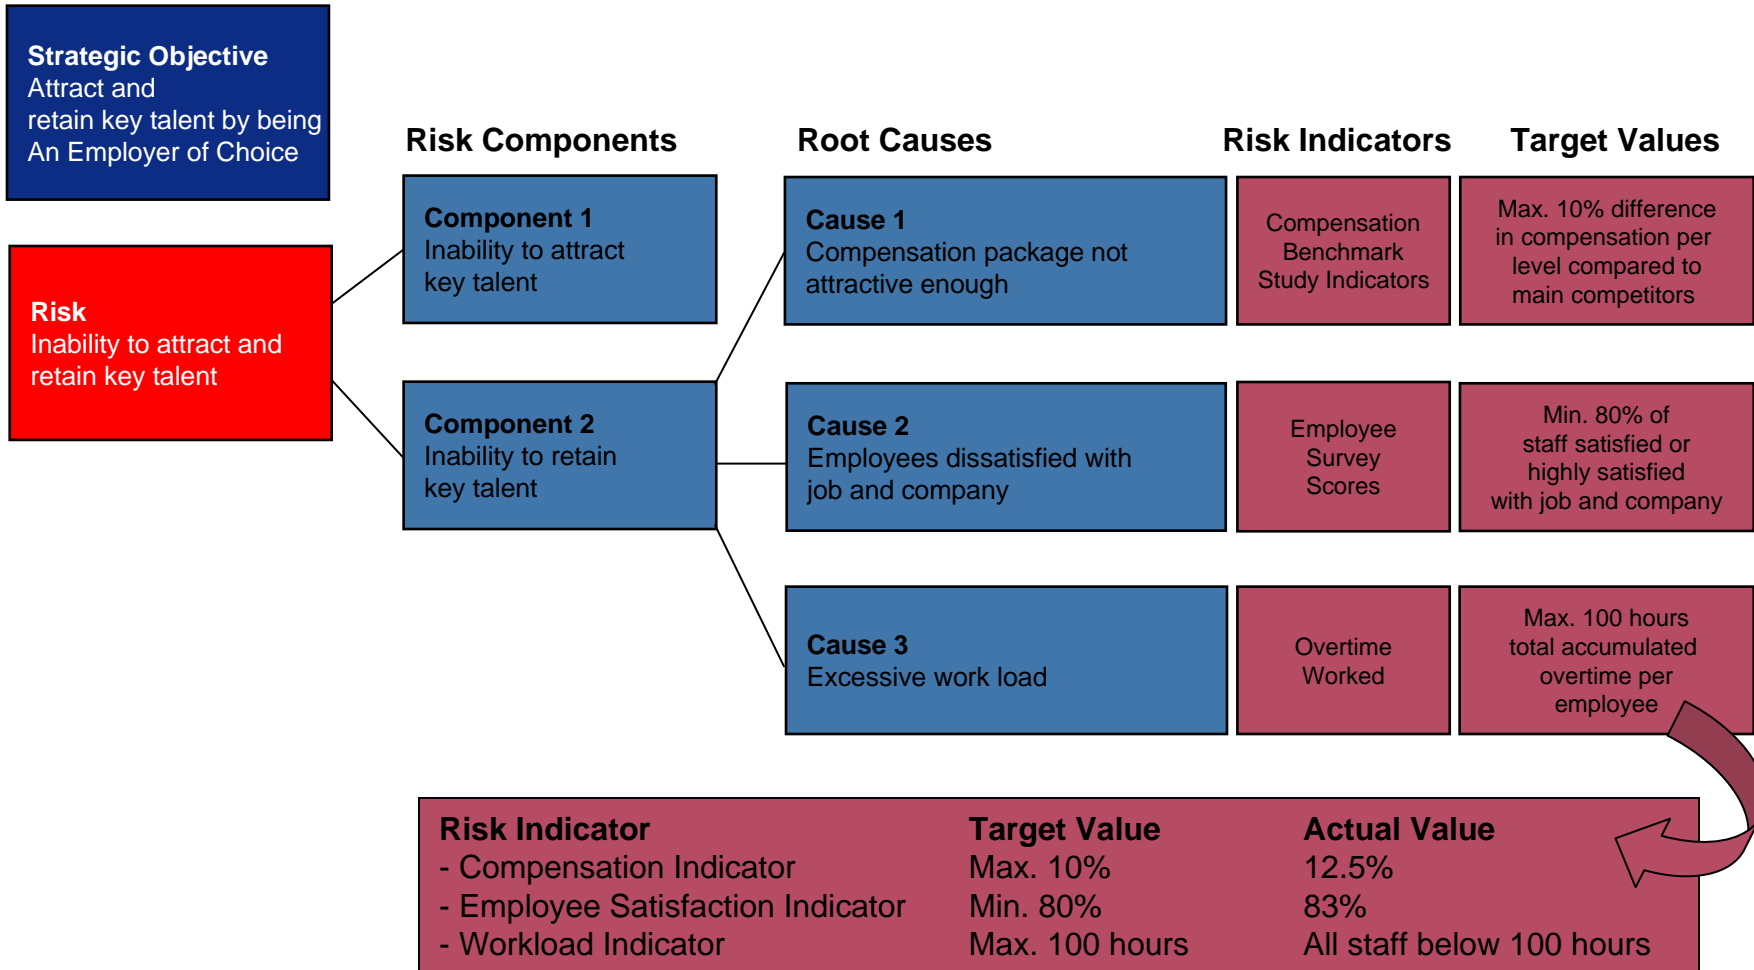 Strategic Objective
Attract and
retain key talent by being
An Employer of Choice
Risk
Inability to attract and
retain key talent
Risk Components
Component 1
Inability to attract
key talent
Component 2
Inability to retain
key talent
Root Causes
Cause 1
Compensation package not
attractive enough
Cause 2
Employees dissatisfied with
job and company
Cause 3
Excessive work load
Risk Indicators
Compensation
Benchmark
Study Indicators
Employee
Survey
Scores
Overtime
Worked
Target Values
Max. 10% difference
in compensation per
level compared to
main competitors
Min. 80% of
staff satisfied or
highly satisfied
with job and company
Max. 100 hours
total accumulated
overtime per
employee
Risk Indicator Target Value Actual Value
- Compensation Indicator Max. 10% 12.5%
- Employee Satisfaction Indicator Min. 80% 83%
- Workload Indicator Max. 100 hours All staff below 100 hours